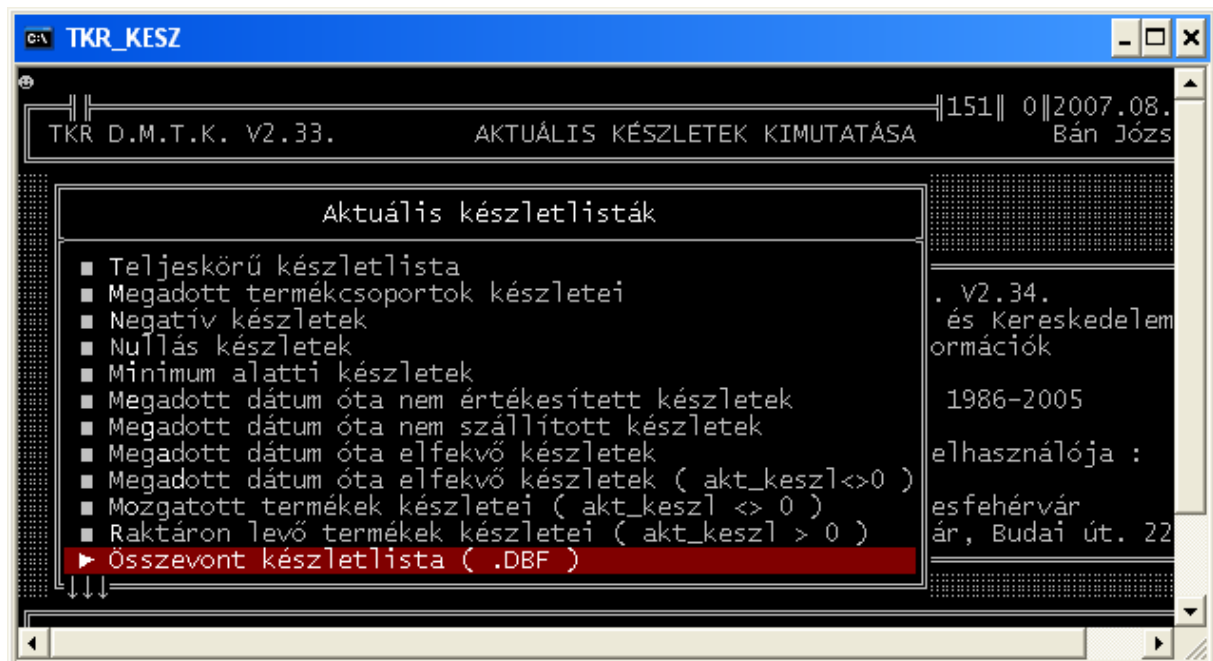 TKR_KESZ
151 0 2007.08.
TKR D.M.T.K. V2.33. AKTUÁLIS KÉSZLETEK KIMUTATÁSA Bán Józs
Aktuális készletlisták
Teljeskörű készletlista
Megadott termékcsoportok készletei
Negatív készletek
Nullás készletek
Minimum alatti készletek
Megadott dátum óta nem értékesített készletek
Megadott dátum óta nem szállított készletek
Megadott dátum óta elfekvő készletek
Megadott dátum óta elfekvő készletek ( akt_keszl<>0 )
Mozgatott termékek készletei ( akt_keszl <> 0 )
Raktáron levő termékek készletei ( akt_keszl > 0 )
Összevont készletlista ( .DBF )
. V2.34.
és Kereskedelem
ormációk
1986-2005
elhasználója :
esfehérvár
ár, Budai út. 22